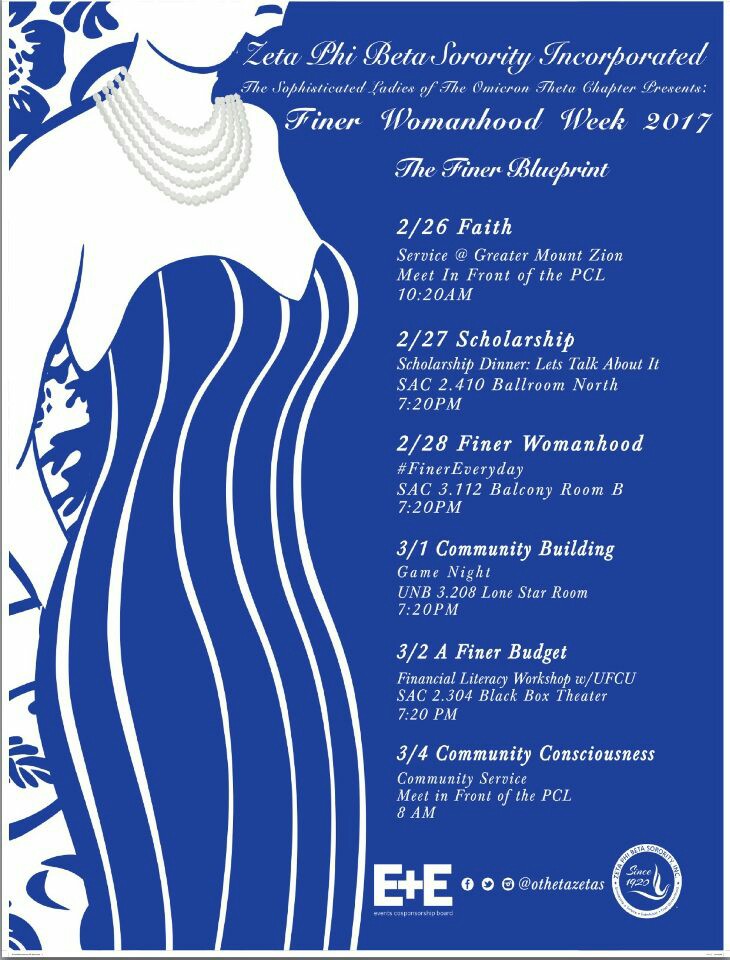 Zeta Phi Beta Sorority Incorporated
The Sophisticated Ladies of The Omicron Theta Chapter Presents:
Finer Womanhood Week 2017
The Finer Blueprint
2/26 Faith
Service @ Greater Mount Zion
Meet In Front of the PCL
10:20AM
2/27 Scholarship
Scholarship Dinner: Lets Talk About It
SAC 2.410 Ballroom North
7:20PM
2/28 Finer Womanhood
#FinerEveryday
SAC 3.112 Balcony Room B
7:20PM
3/1 Community Building
Game Night
UNB 3.208 Lone Star Room
7:20PM
3/2 A Finer Budget
Financial Literacy Workshop w/UFCU
SAC 2.304 Black Box Theater
7:20 PM
3/4 Community Consciousness
Community Service
Meet in Front of the PCL
8 AM
E+E
events cosponsorship board
@othetazetas
ZETA PHI BETA SORORITY, INC.
Since
1920